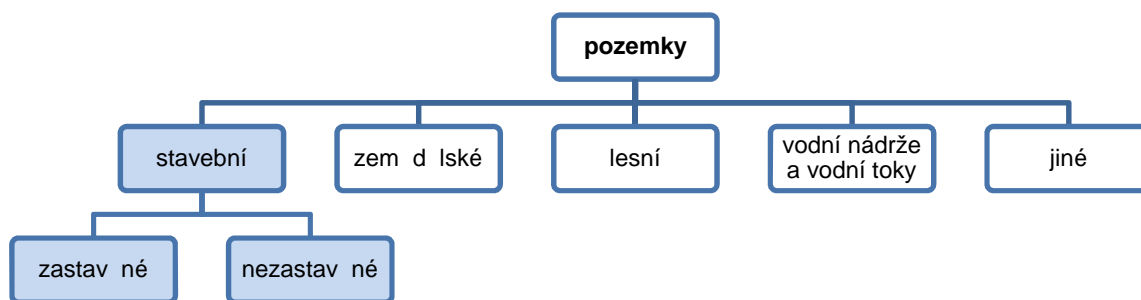 pozemky
stavební
zem d lské
lesní
vodní nádrže
a vodní toky
jiné
zastav né
nezastav né